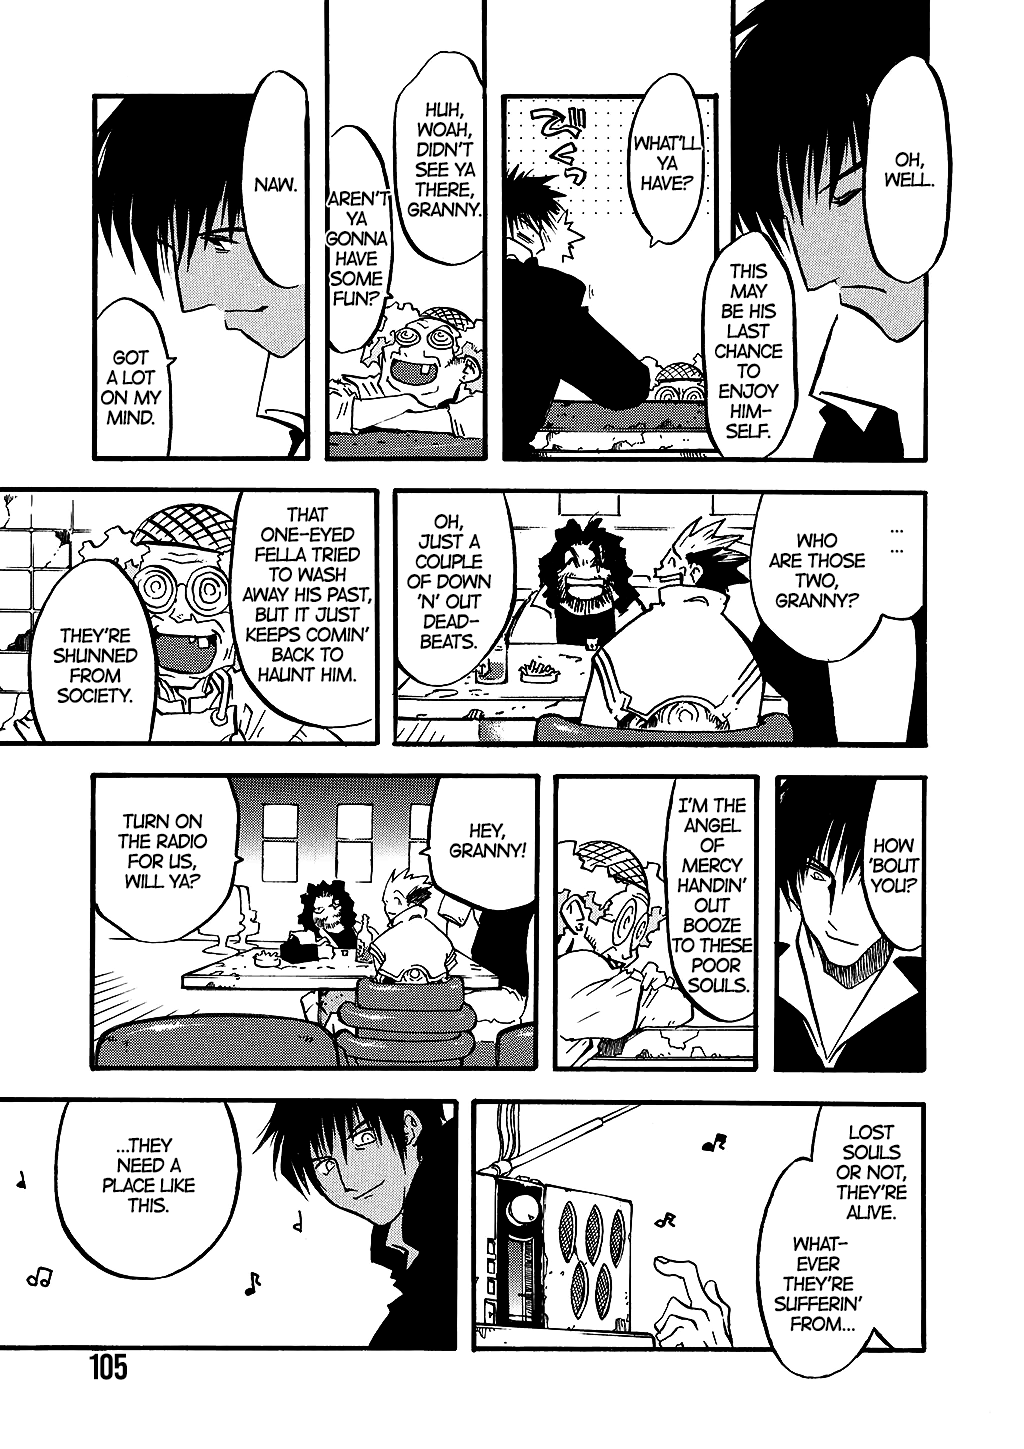 OH,
WELL.
THIS
MAY
BE HIS
LAST
CHANCE
TO
ENJOY
HIM-
SELF.
WHAT'LL
YA
HAVE?
びくっ
HUH,
WOAH,
DIDN'T
SEE YA
THERE,
GRANNY.
AREN'T
YA
GONNA
HAVE
SOME
FUN?
NAW.
GOT
A LOT
ON MY
MIND.
...
...
WHO
ARE THOSE
TWO,
GRANNY?
OH,
JUST A
COUPLE
OF DOWN
'N' OUT
DEAD-
BEATS.
THAT
ONE-EYED
FELLA TRIED
TO WASH
AWAY HIS PAST,
BUT IT JUST
KEEPS COMIN'
BACK TO
HAUNT HIM.
THEY'RE
SHUNNED
FROM
SOCIETY.
HOW
'BOUT
YOU?
I'M THE
ANGEL
OF
MERCY
HANDIN'
OUT
BOOZE
TO THESE
POOR
SOULS.
HEY,
GRANNY!
TURN ON
THE RADIO
FOR US,
WILL YA?
LOST
SOULS
OR NOT,
THEY'RE
ALIVE.
WHAT-
EVER
THEY'RE
SUFFERIN'
FROM...
...THEY
NEED A
PLACE LIKE
THIS.
105